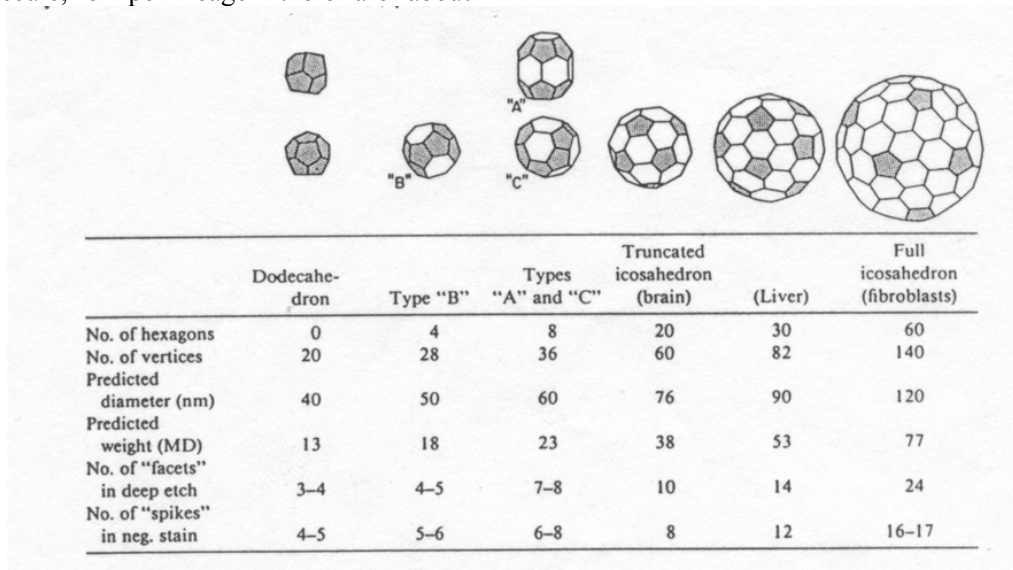 "A"
"B" "C"
Truncated Full
Dodecahe- Types icosahedron icosahedron
dron Type "B" "A" and "C" (brain) (Liver) (fibroblasts)
No. of hexagons 0 4 8 20 30 60
No. of vertices 20 28 36 60 82 140
Predicted
diameter (nm) 40 50 60 76 90 120
Predicted
weight (MD) 13 18 23 38 53 77
No. of "facets"
in deep etch 3–4 4–5 7–8 10 14 24
No. of "spikes"
in neg. stain 4–5 5–6 6–8 8 12 16–17